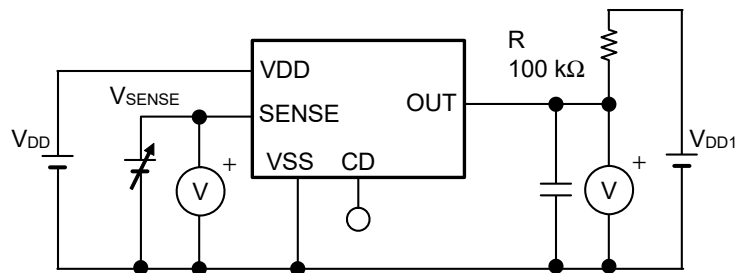 R
100 kΩ
VDD
VSENSE
SENSE
OUT
VDD
VDD1
VSS
CD
+
V
+
V